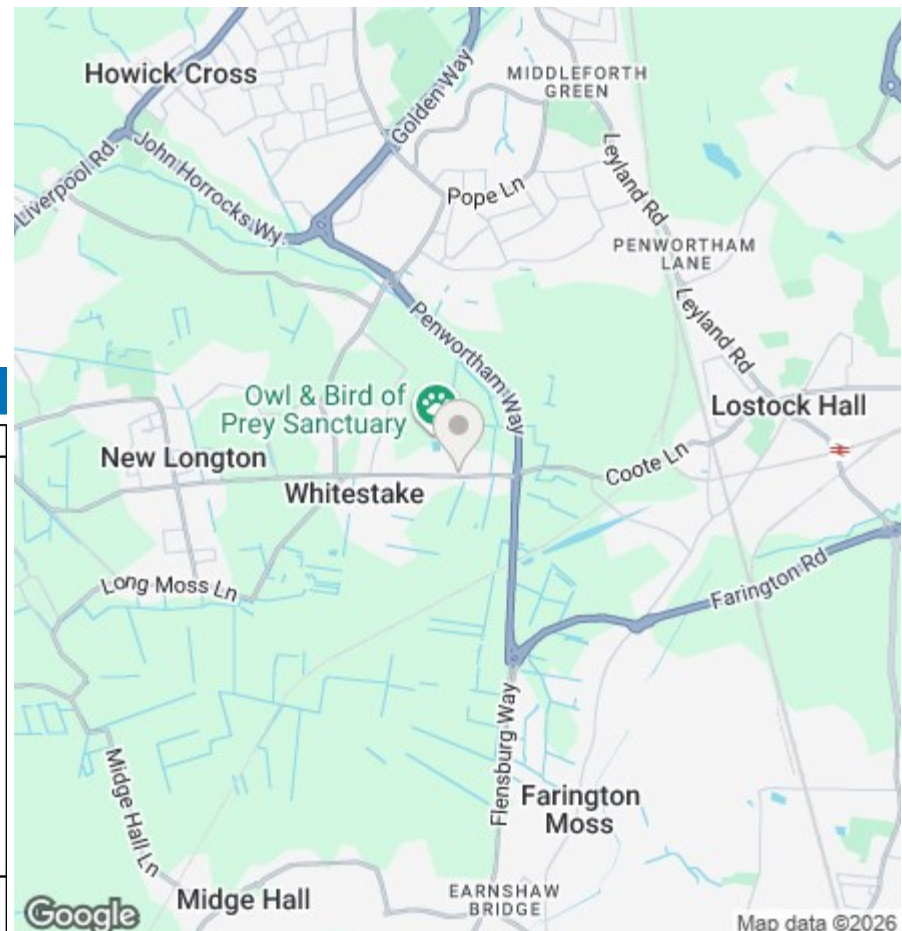 Howick Cross
MIDDLEFORTH
GREEN
Golden Way
John Horrocks Wy.
Liverpool Rd.
Leyland Rd
Pope Ln
PENWORTHAM
LANE
Leyland Rd
Penwortham Way
Owl & Bird of
Prey Sanctuary
Lostock Hall
New Longton
Whitestake
Coote Ln
Long Moss Ln
Farington Rd
Flensburg Way
Midge Hall Ln
Farington
Moss
Midge Hall
EARNSHAW
BRIDGE
Google
Map data ©2026